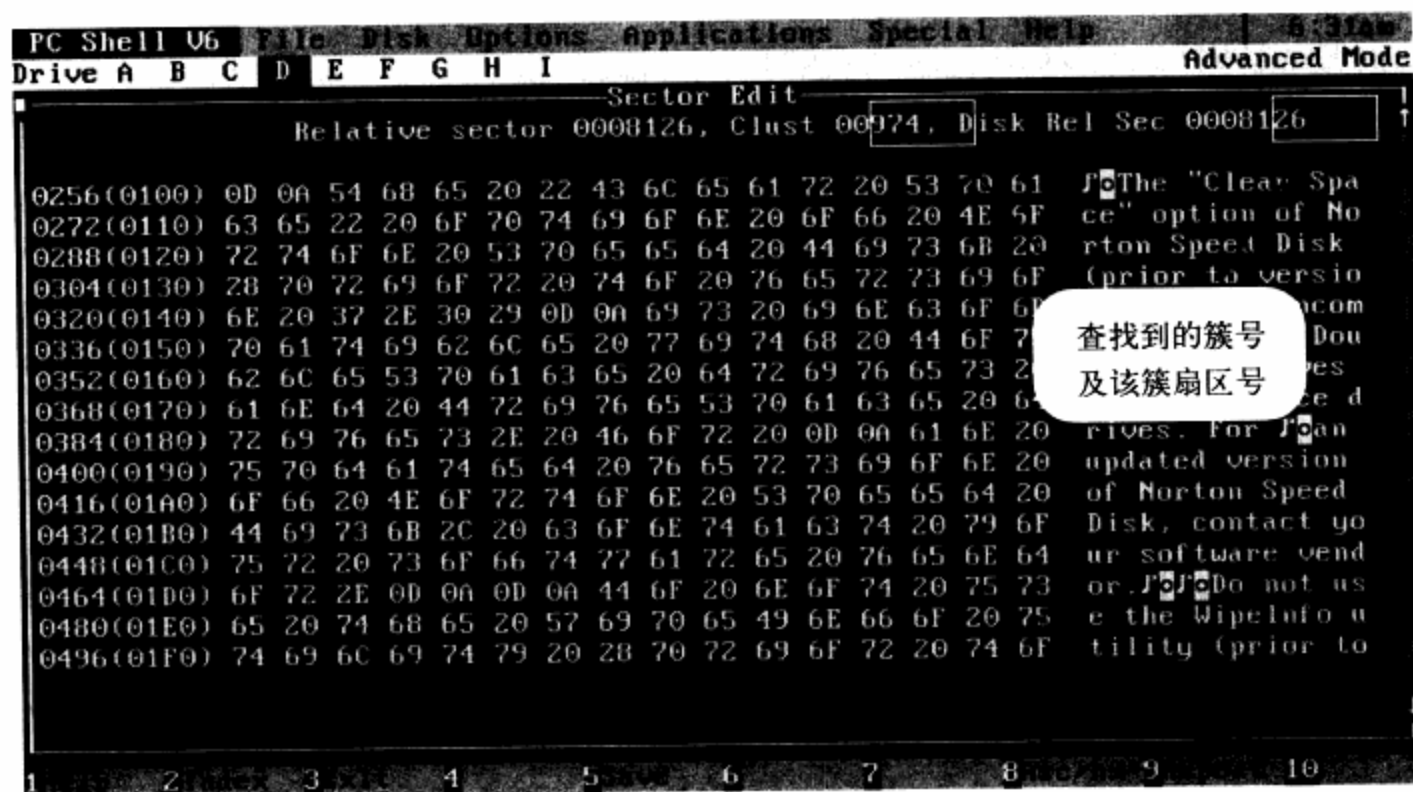 PC Shell V6 File Disk Options Applications Special Help 6:31am
Drive A B C D E F G H I Advanced Mode
Sector Edit
Relative sector 0008126, Clust 00974, Disk Rel Sec 0008126
0256(0100) 0D 0A 54 68 65 20 22 43 6C 65 61 72 20 53 70 61 The "Clear Spa
0272(0110) 63 65 22 20 6F 70 74 69 6F 6E 20 6F 66 20 4E 6F ce" option of No
0288(0120) 72 74 6F 6E 20 53 70 65 65 64 20 44 69 73 6B 20 rton Speed Disk
0304(0130) 28 70 72 69 6F 72 20 74 6F 20 76 65 72 73 69 6F (prior to versio
0320(0140) 6E 20 37 2E 30 29 0D 0A 69 73 20 69 6E 63 6F 6D ncom
0336(0150) 70 61 74 69 62 6C 65 20 77 69 74 68 20 44 6F 7 Dou
0352(0160) 62 6C 65 53 70 61 63 65 20 64 72 69 76 65 73 2 ves
0368(0170) 61 6E 64 20 44 72 69 76 65 53 70 61 63 65 20 64 ce d
0384(0180) 72 69 76 65 73 2E 20 46 6F 72 20 0D 0A 61 6E 20 rives. For an
0400(0190) 75 70 64 61 74 65 64 20 76 65 72 73 69 6F 6E 20 updated version
0416(01A0) 6F 66 20 4E 6F 72 74 6F 6E 20 53 70 65 65 64 20 of Norton Speed
0432(01B0) 44 69 73 6B 2C 20 63 6F 6E 74 61 63 74 20 79 6F Disk, contact yo
0448(01C0) 75 72 20 73 6F 66 74 77 61 72 65 20 76 65 6E 64 ur software vend
0464(01D0) 6F 72 2E 0D 0A 0D 0A 44 6F 20 6E 6F 74 20 75 73 or. Do not us
0480(01E0) 65 20 74 68 65 20 57 69 70 65 49 6E 66 6F 20 75 e the WipeInfo u
0496(01F0) 74 69 6C 69 74 79 20 28 70 72 69 6F 72 20 74 6F tility (prior to
查找到的簇号
及该簇扇区号
1 2 3 4 5 6 7 8 9 10